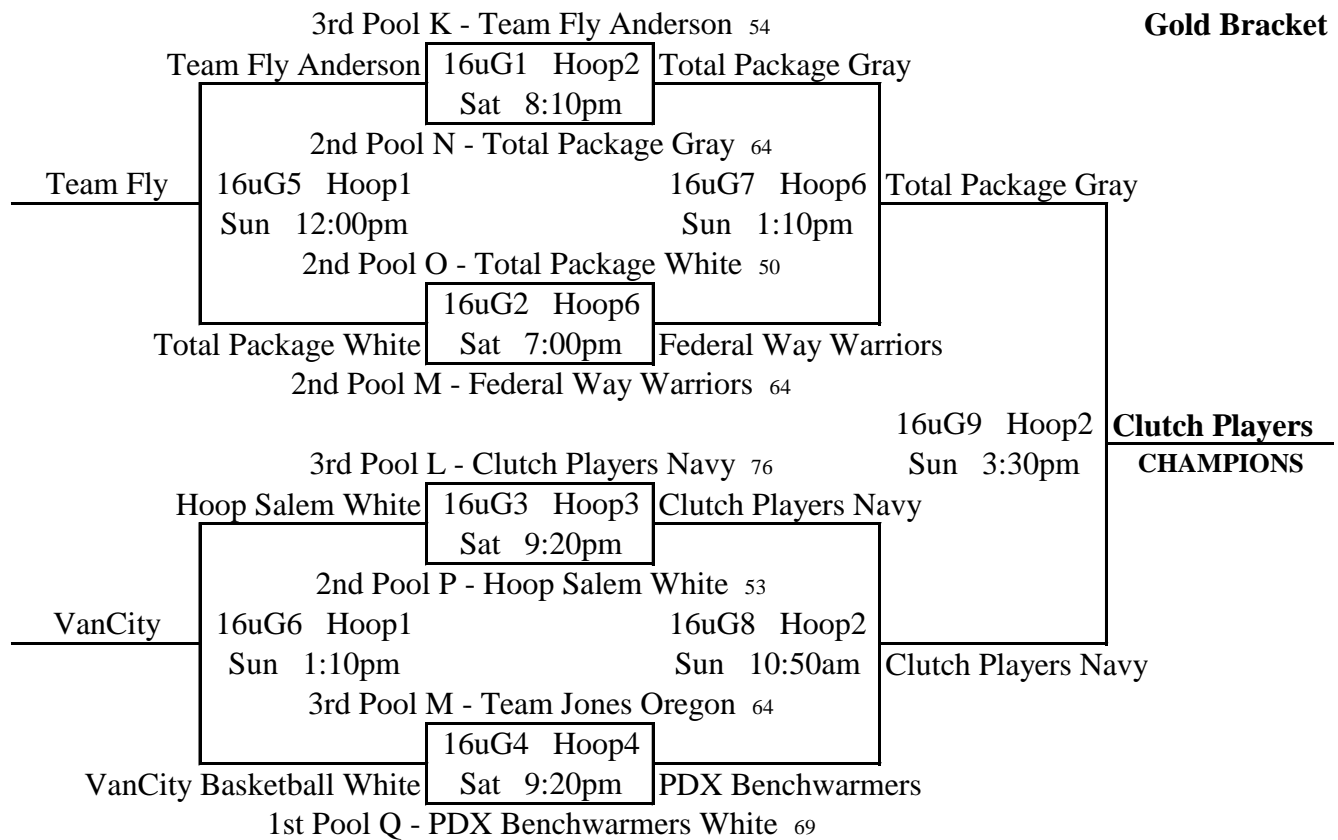 3rd Pool K - Team Fly Anderson 54
Gold Bracket
Team Fly Anderson 16uG1 Hoop2 Total Package Gray
Sat 8:10pm
2nd Pool N - Total Package Gray 64
Team Fly 16uG5 Hoop1 16uG7 Hoop6 Total Package Gray
Sun 12:00pm Sun 1:10pm
2nd Pool O - Total Package White 50
16uG2 Hoop6
Total Package White Sat 7:00pm Federal Way Warriors
2nd Pool M - Federal Way Warriors 64
16uG9 Hoop2 Clutch Players
3rd Pool L - Clutch Players Navy 76 Sun 3:30pm CHAMPIONS
Hoop Salem White 16uG3 Hoop3 Clutch Players Navy
Sat 9:20pm
2nd Pool P - Hoop Salem White 53
VanCity 16uG6 Hoop1 16uG8 Hoop2
Sun 1:10pm Sun 10:50am Clutch Players Navy
3rd Pool M - Team Jones Oregon 64
16uG4 Hoop4
VanCity Basketball White Sat 9:20pm PDX Benchwarmers
1st Pool Q - PDX Benchwarmers White 69